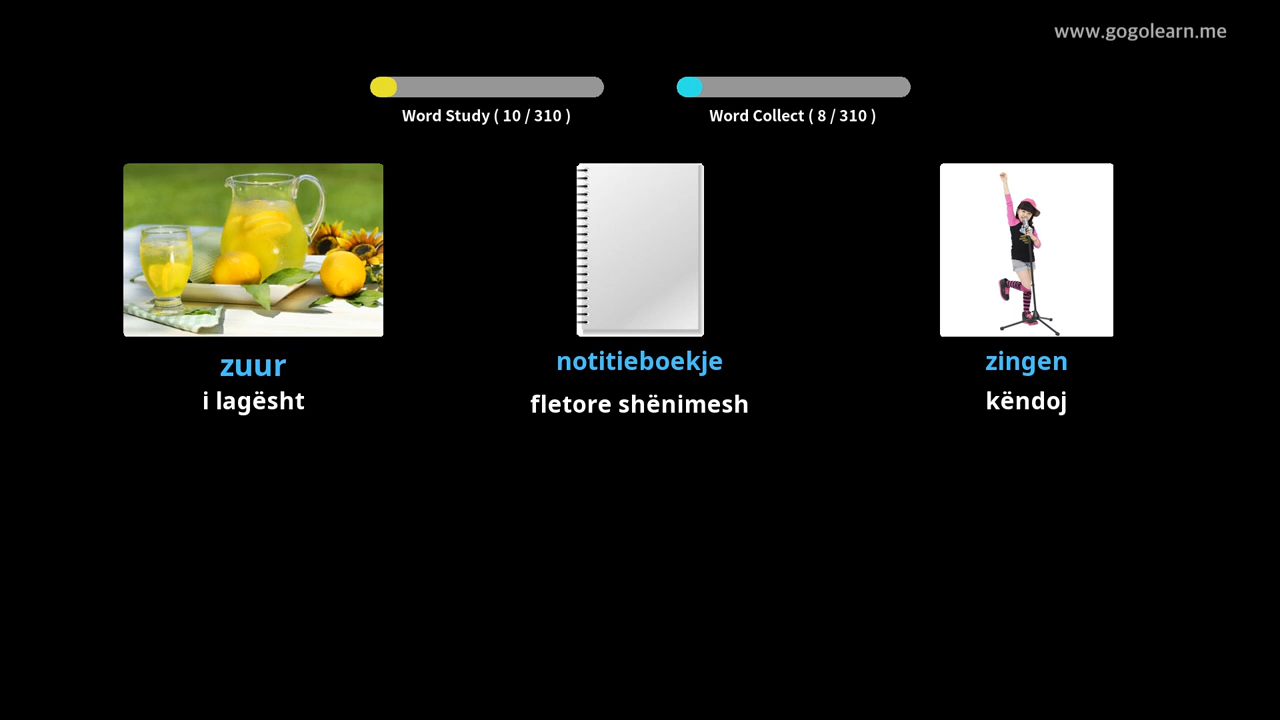 www.gogolearn.me
Word Study ( 10 / 310 )
Word Collect ( 8 / 310 )
zuur
i lagësht
notitieboekje
fletore shënimesh
zingen
këndoj